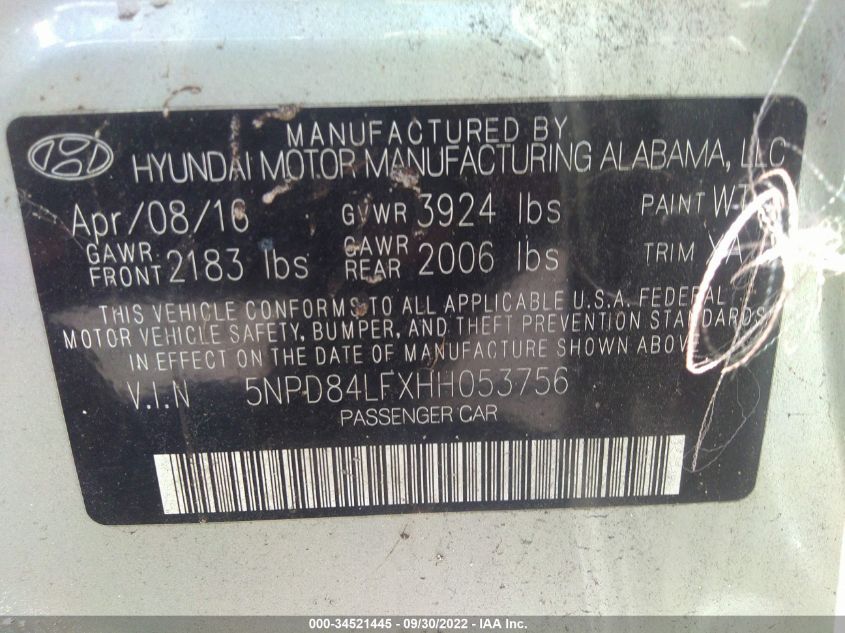 MANUFACTURED BY
HYUNDAI MOTOR MANUFACTURING ALABAMA, LLC
Apr/08/16 GVWR 3924 lbs PAINT
GAWR FRONT 2183 lbs GAWR REAR 2006 lbs TRIM
THIS VEHICLE CONFORMS TO ALL APPLICABLE U.S.A. FEDERAL
MOTOR VEHICLE SAFETY, BUMPER, AND THEFT PREVENTION STANDARDS
IN EFFECT ON THE DATE OF MANUFACTURE SHOWN ABOVE
V.I.N 5NPD84LFXHH053756
PASSENGER CAR
000-34521445 - 09/30/2022 - IAA Inc.